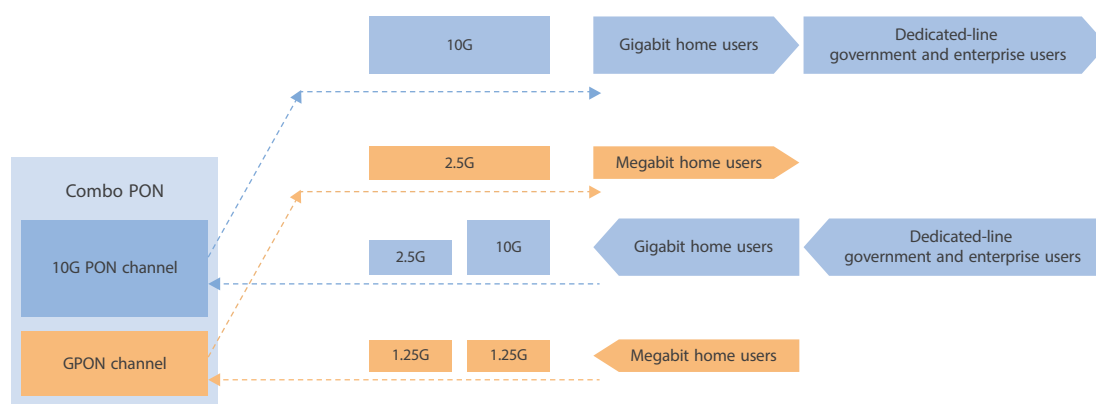 10G
Gigabit home users
Dedicated-line
government and enterprise users
2.5G
Megabit home users
Combo PON
10G PON channel
2.5G
10G
Gigabit home users
Dedicated-line
government and enterprise users
GPON channel
1.25G
1.25G
Megabit home users